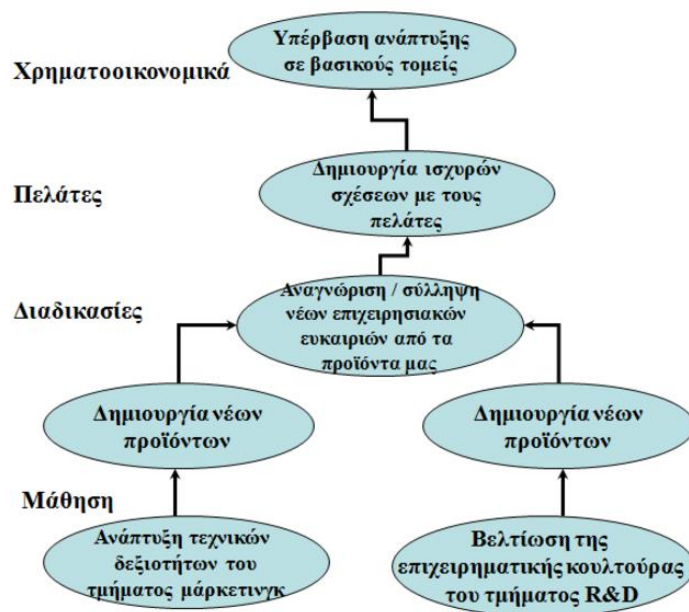 Υπέρβαση ανάπτυξης
σε βασικούς τομείς
Χρηματοοικονομικά
Δημιουργία ισχυρών
σχέσεων με τους
πελάτες
Πελάτες
Αναγνώριση / σύλληψη
νέων επιχειρησιακών
ευκαιριών από τα
προϊόντα μας
Διαδικασίες
Δημιουργία νέων
προϊόντων
Δημιουργία νέων
προϊόντων
Μάθηση
Ανάπτυξη τεχνικών
δεξιοτήτων του
τμήματος μάρκετινγκ
Βελτίωση της
επιχειρηματικής κουλτούρας
του τμήματος R&D